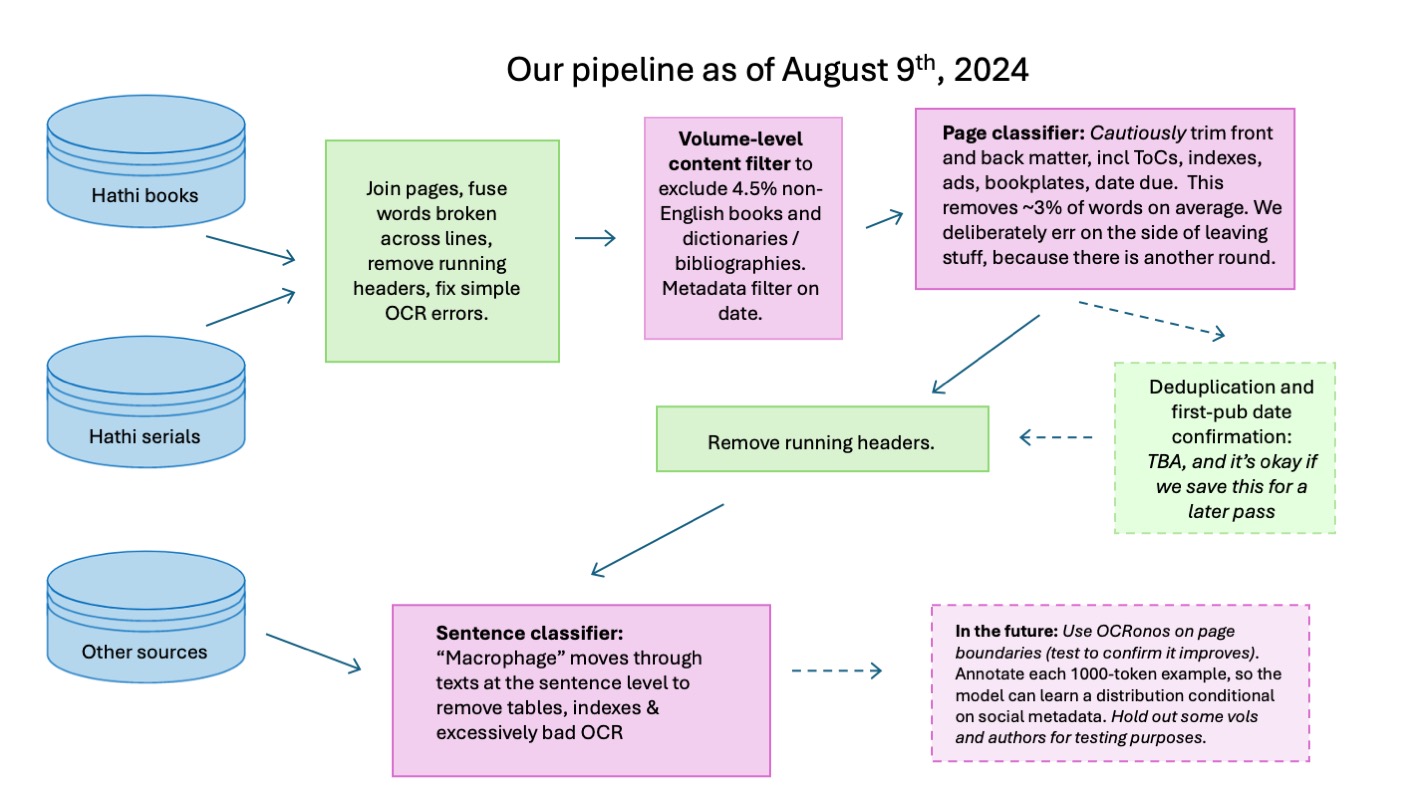 Our pipeline as of August 9th, 2024
Hathi books
Hathi serials
Other sources
Join pages, fuse
words broken
across lines,
remove running
headers, fix simple
OCR errors.
Volume-level
content filter to
exclude 4.5% non-
English books and
dictionaries /
bibliographies.
Metadata filter on
date.
Page classifier: Cautiously trim front
and back matter, incl ToCs, indexes,
ads, bookplates, date due.  This
removes ~3% of words on average. We
deliberately err on the side of leaving
stuff, because there is another round.
Deduplication and
first-pub date
confirmation:
TBA, and it’s okay if
we save this for a
later pass
Remove running headers.
Sentence classifier:
“Macrophage” moves through
texts at the sentence level to
remove tables, indexes &
excessively bad OCR
In the future: Use OCRonos on page
boundaries (test to confirm it improves).
Annotate each 1000-token example, so the
model can learn a distribution conditional
on social metadata. Hold out some vols
and authors for testing purposes.